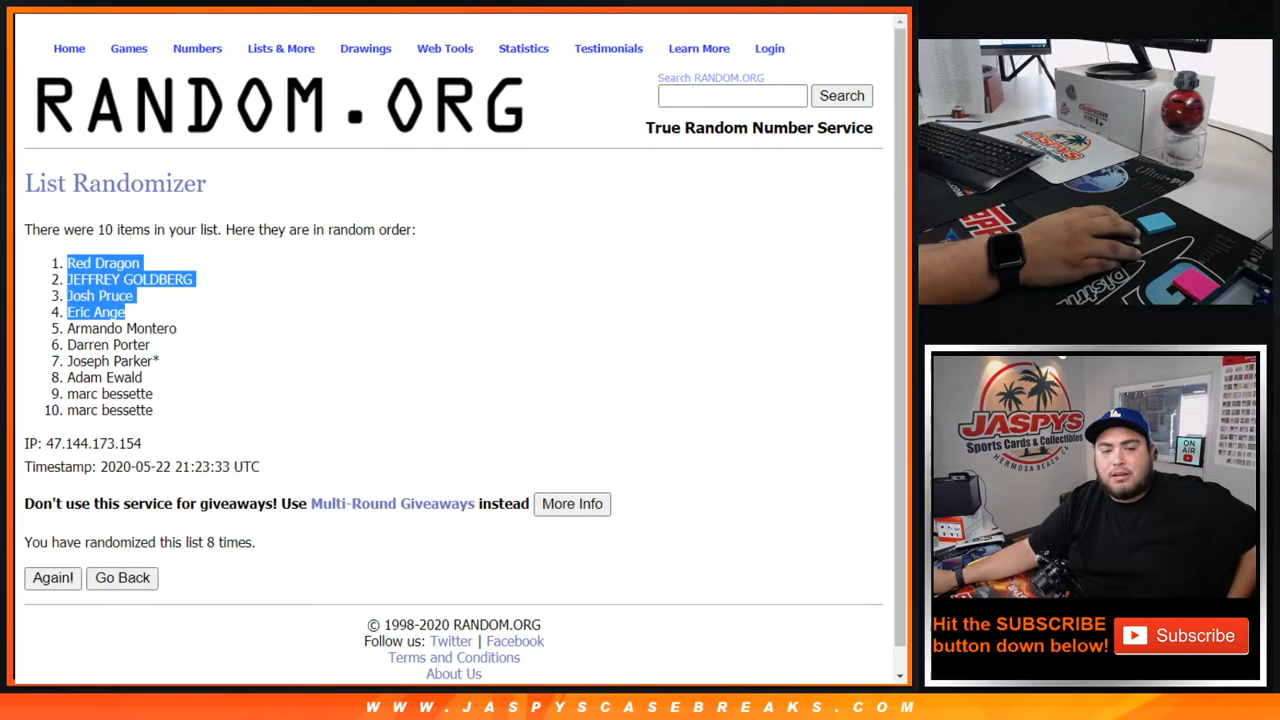 Home Games Numbers Lists & More Drawings Web Tools Statistics Testimonials Learn More Login
RANDOM.ORG
Search RANDOM.ORG
Search
True Random Number Service
List Randomizer
There were 10 items in your list. Here they are in random order:
1. Red Dragon
2. JEFFREY GOLDBERG
3. Josh Pruce
4. Eric Ange
5. Armando Montero
6. Darren Porter
7. Joseph Parker*
8. Adam Ewald
9. marc bessette
10. marc bessette
IP: 47.144.173.154
Timestamp: 2020-05-22 21:23:33 UTC
Don't use this service for giveaways! Use Multi-Round Giveaways instead More Info
You have randomized this list 8 times.
Again! Go Back
© 1998-2020 RANDOM.ORG
Follow us: Twitter | Facebook
Terms and Conditions
About Us
JASPYS
Sports Cards & Collectibles
HERMOSA BEACH, CA
LA
ON
AIR
Hit the SUBSCRIBE
button down below!
Subscribe
WWW.JASPYSCASEBREAKS.COM